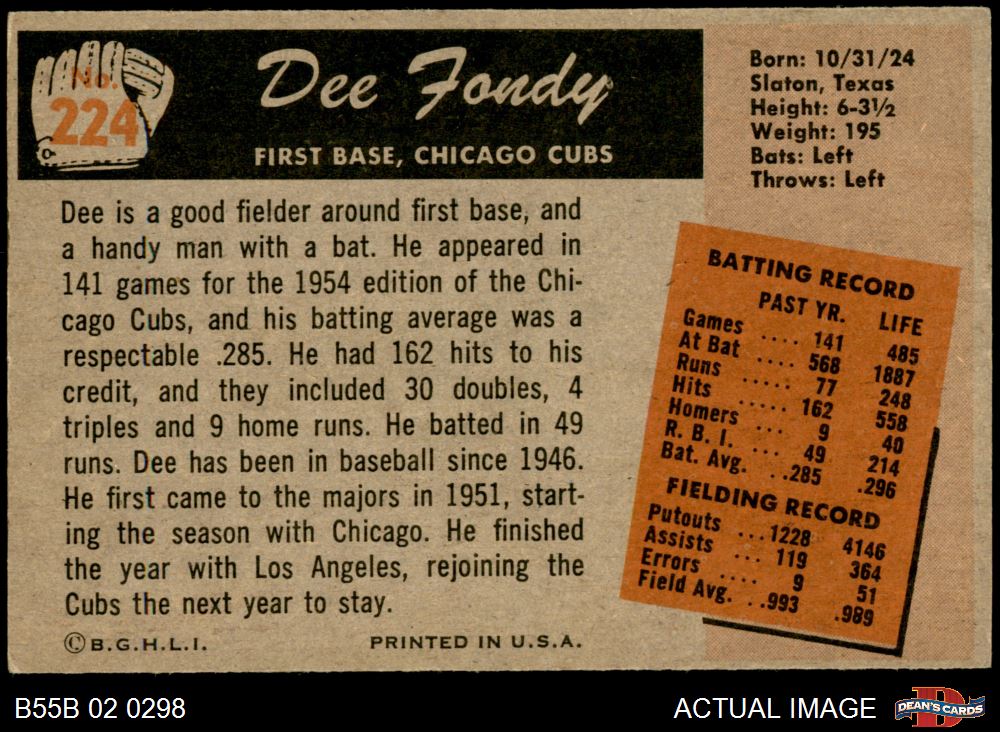 No.
224
Dee Fondy
FIRST BASE, CHICAGO CUBS
Born: 10/31/24
Slaton, Texas
Height: 6-3½
Weight: 195
Bats: Left
Throws: Left
Dee is a good fielder around first base, and
a handy man with a bat. He appeared in
141 games for the 1954 edition of the Chi-
cago Cubs, and his batting average was a
respectable .285. He had 162 hits to his
credit, and they included 30 doubles, 4
triples and 9 home runs. He batted in 49
runs. Dee has been in baseball since 1946.
He first came to the majors in 1951, start-
ing the season with Chicago. He finished
the year with Los Angeles, rejoining the
Cubs the next year to stay.
BATTING RECORD
PAST YR. LIFE
Games .... 141 485
At Bat .... 568 1887
Runs ..... 77 248
Hits ..... 162 558
Homers ... 9 40
R. B. I. ... 49 214
Bat. Avg. ..285 .296
FIELDING RECORD
Putouts ...1228 4146
Assists ... 119 364
Errors .... 9 51
Field Avg. ..993 .989
© B.G.H.L.I. PRINTED IN U.S.A.
B55B 02 0298 ACTUAL IMAGE
D
DEAN'S CARDS